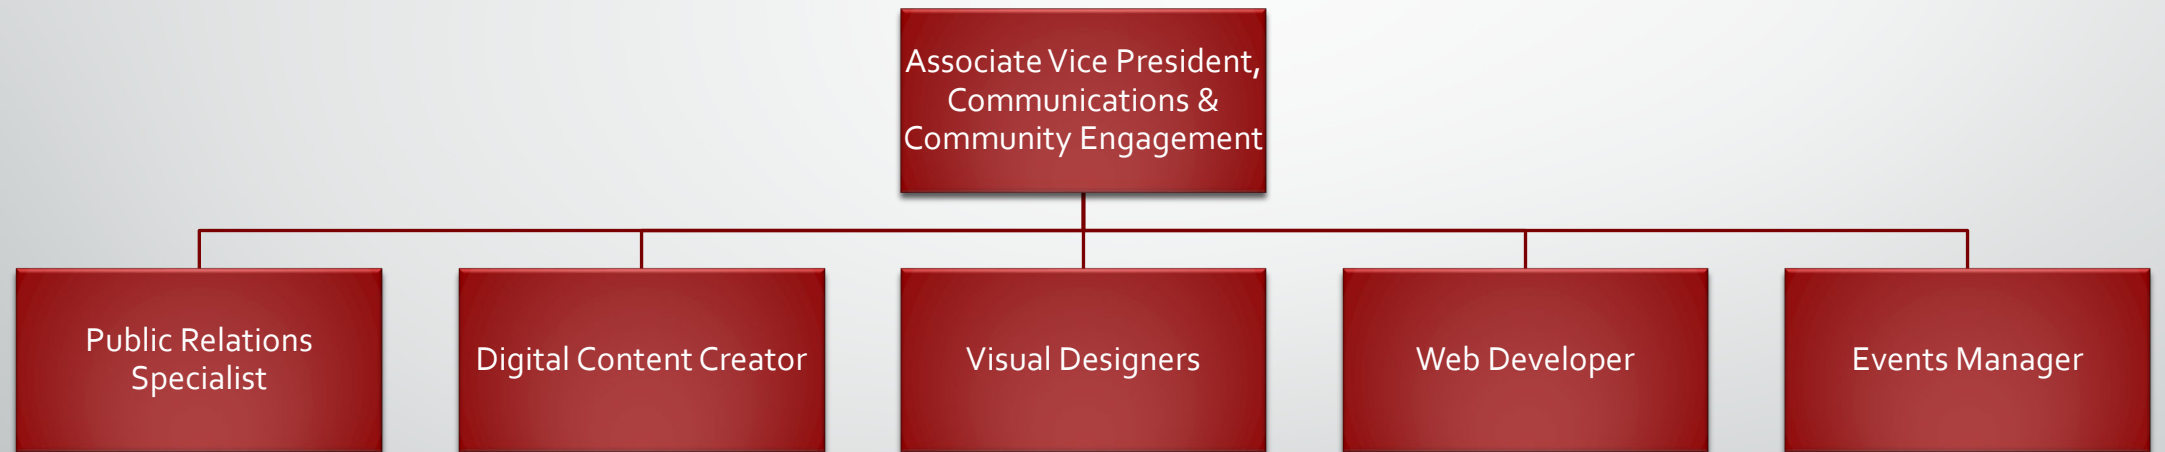 Associate Vice President,
Communications &
Community Engagement
Public Relations
Specialist
Digital Content Creator
Visual Designers
Web Developer
Events Manager